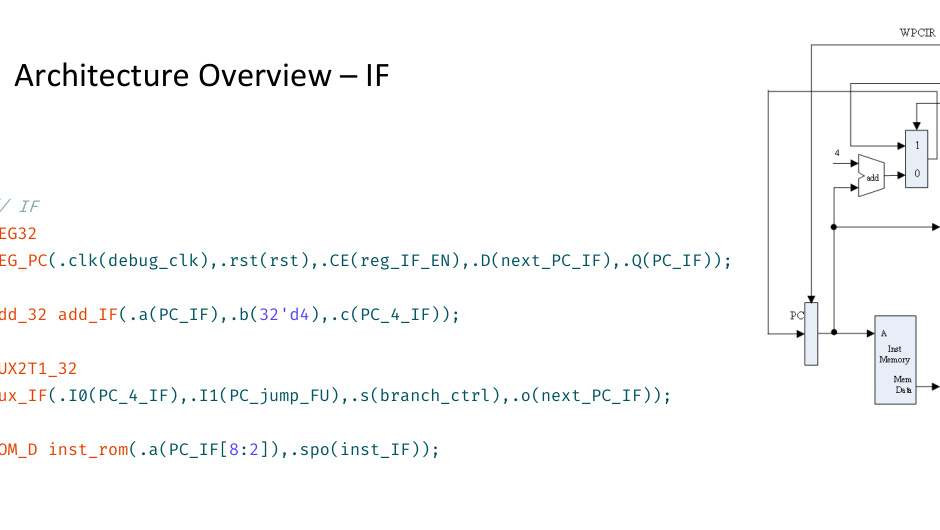 Architecture Overview – IF
/ IF
EG32
EG_PC(.clk(debug_clk),.rst(rst),.CE(reg_IF_EN),.D(next_PC_IF),.Q(PC_IF));
dd_32 add_IF(.a(PC_IF),.b(32'd4),.c(PC_4_IF));
UX2T1_32
ux_IF(.I0(PC_4_IF),.I1(PC_jump_FU),.s(branch_ctrl),.o(next_PC_IF));
OM_D inst_rom(.a(PC_IF[8:2]),.spo(inst_IF));
WPCIR
1
4
add
0
PC
A
Inst
Memory
Mem
Data